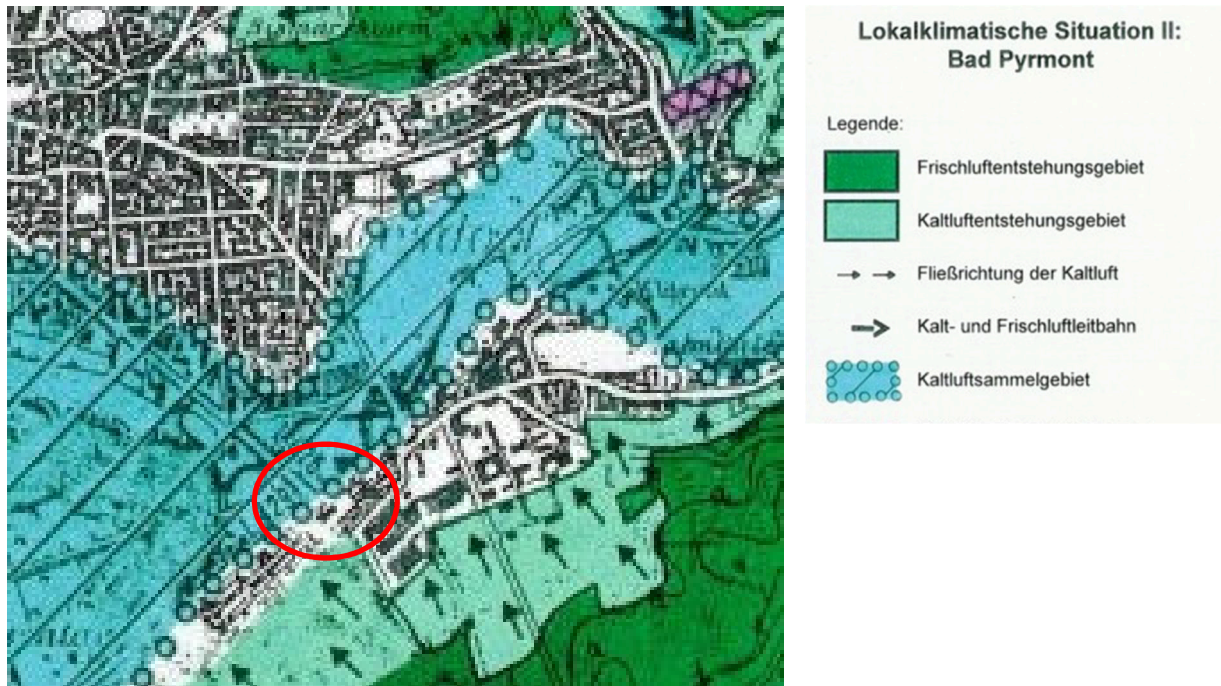 Lokalklimatische Situation II:
Bad Pyrmont
Legende:
Frischluftentstehungsgebiet
Kaltluftentstehungsgebiet
Fließrichtung der Kaltluft
Kalt- und Frischluftleitbahn
Kaltluftsammelgebiet